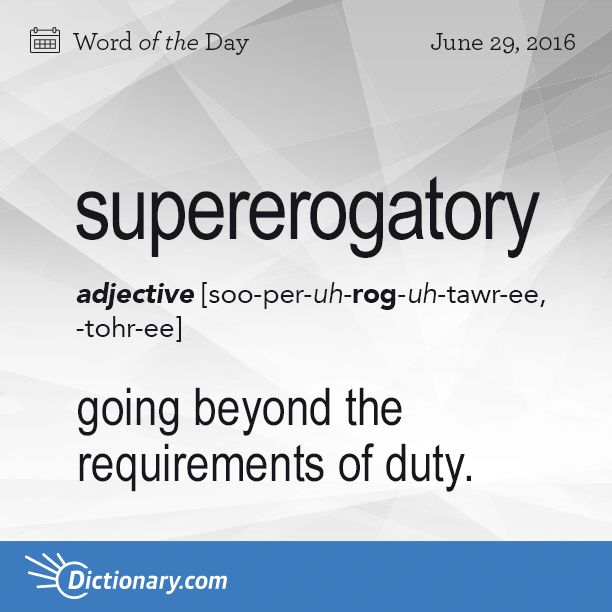 Word of the Day
June 29, 2016
supererogatory
adjective [soo-per-uh-rog-uh-tawr-ee,
-tohr-ee]
going beyond the
requirements of duty.
Dictionary.com